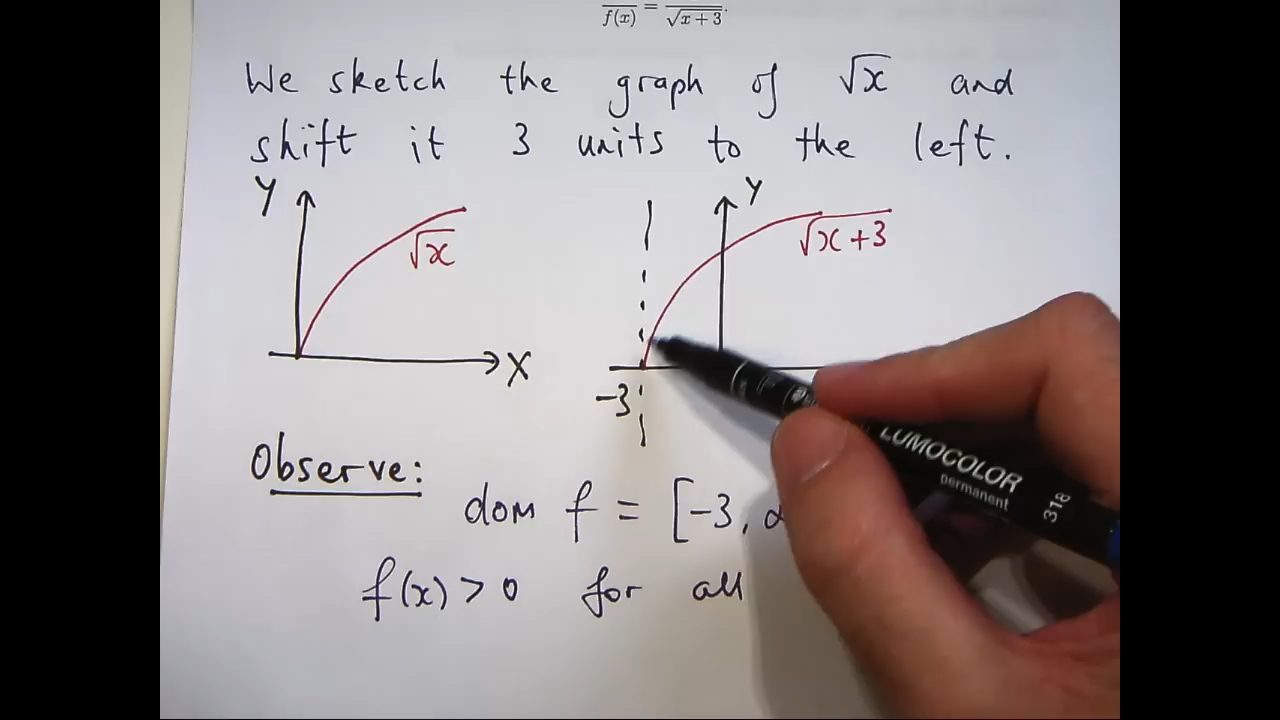 f(x) = √x + 3.
We sketch the graph of √x and
shift it 3 units to the left.
Y Y
√x √x+3
X
-3
Observe:
dom f = [-3,
f(x) > 0 for all
LUMOCOLOR
permanent
318